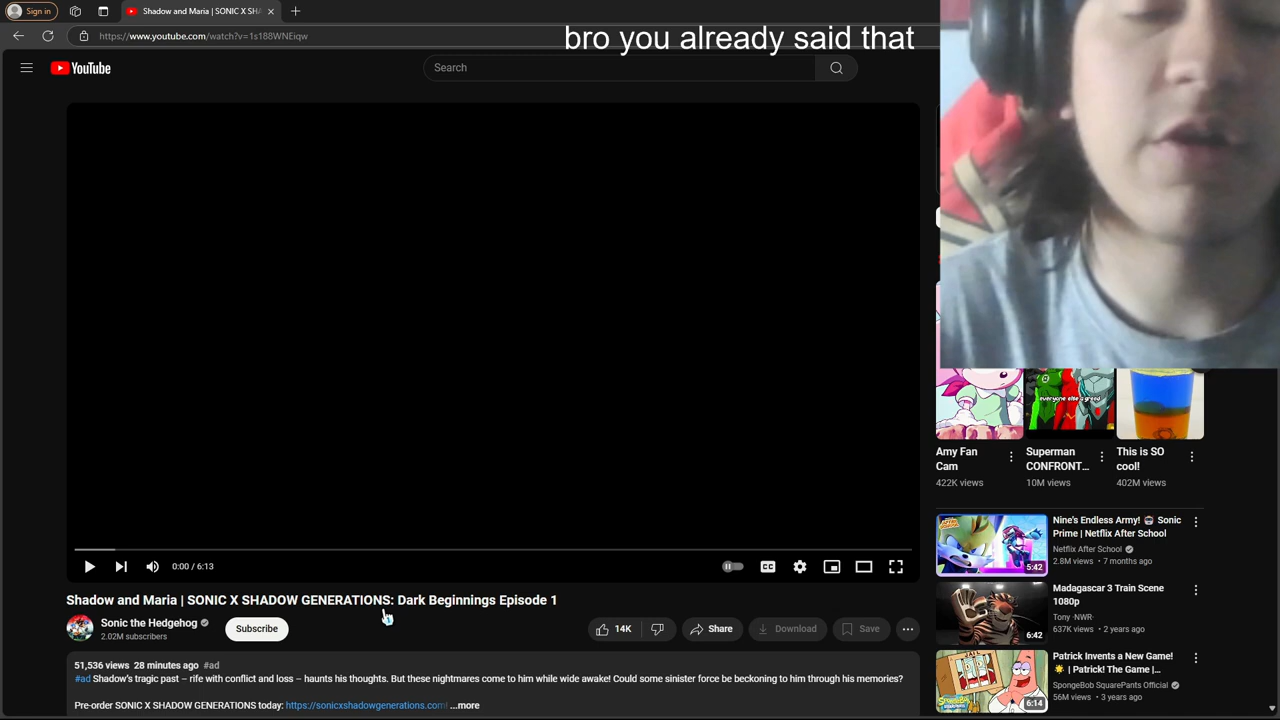 Sign in
Shadow and Maria | SONIC X SHA
https://www.youtube.com/watch?v=1s188WNEiqw
bro you already said that
YouTube
Search
0:00 / 6:13
CC
Shadow and Maria | SONIC X SHADOW GENERATIONS: Dark Beginnings Episode 1
Sonic the Hedgehog
2.02M subscribers
Subscribe
14K
Share
Download
Save
51,536 views 28 minutes ago #ad
#ad Shadow's tragic past – rife with conflict and loss – haunts his thoughts. But these nightmares come to him while wide awake! Could some sinister force be beckoning to him through his memories?
Pre-order SONIC X SHADOW GENERATIONS today: https://sonicxshadowgenerations.com/ ...more
everyone else's greed
Amy Fan
Cam
422K views
Superman
CONFRONT...
10M views
This is SO
cool!
402M views
5:42
Nine's Endless Army! Sonic
Prime | Netflix After School
Netflix After School
2.8M views • 7 months ago
6:42
Madagascar 3 Train Scene
1080p
Tony -NWR-
637K views • 2 years ago
JAIL
6:14
Patrick Invents a New Game!
| Patrick! The Game |...
SpongeBob SquarePants Official
56M views • 3 years ago